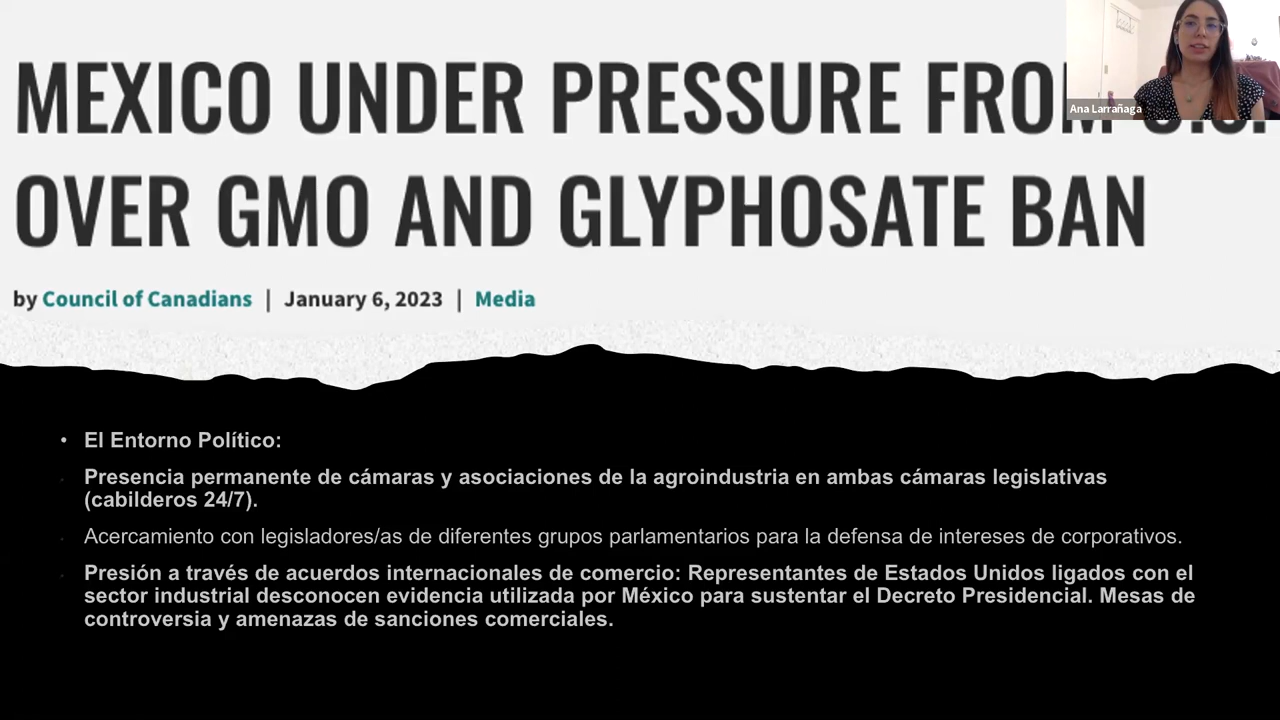 MEXICO UNDER PRESSURE FROM U.S.
OVER GMO AND GLYPHOSATE BAN
by Council of Canadians | January 6, 2023 | Media
Ana Larrañaga
• El Entorno Político:
Presencia permanente de cámaras y asociaciones de la agroindustria en ambas cámaras legislativas
(cabilderos 24/7).
Acercamiento con legisladores/as de diferentes grupos parlamentarios para la defensa de intereses de corporativos.
Presión a través de acuerdos internacionales de comercio: Representantes de Estados Unidos ligados con el
sector industrial desconocen evidencia utilizada por México para sustentar el Decreto Presidencial. Mesas de
controversia y amenazas de sanciones comerciales.